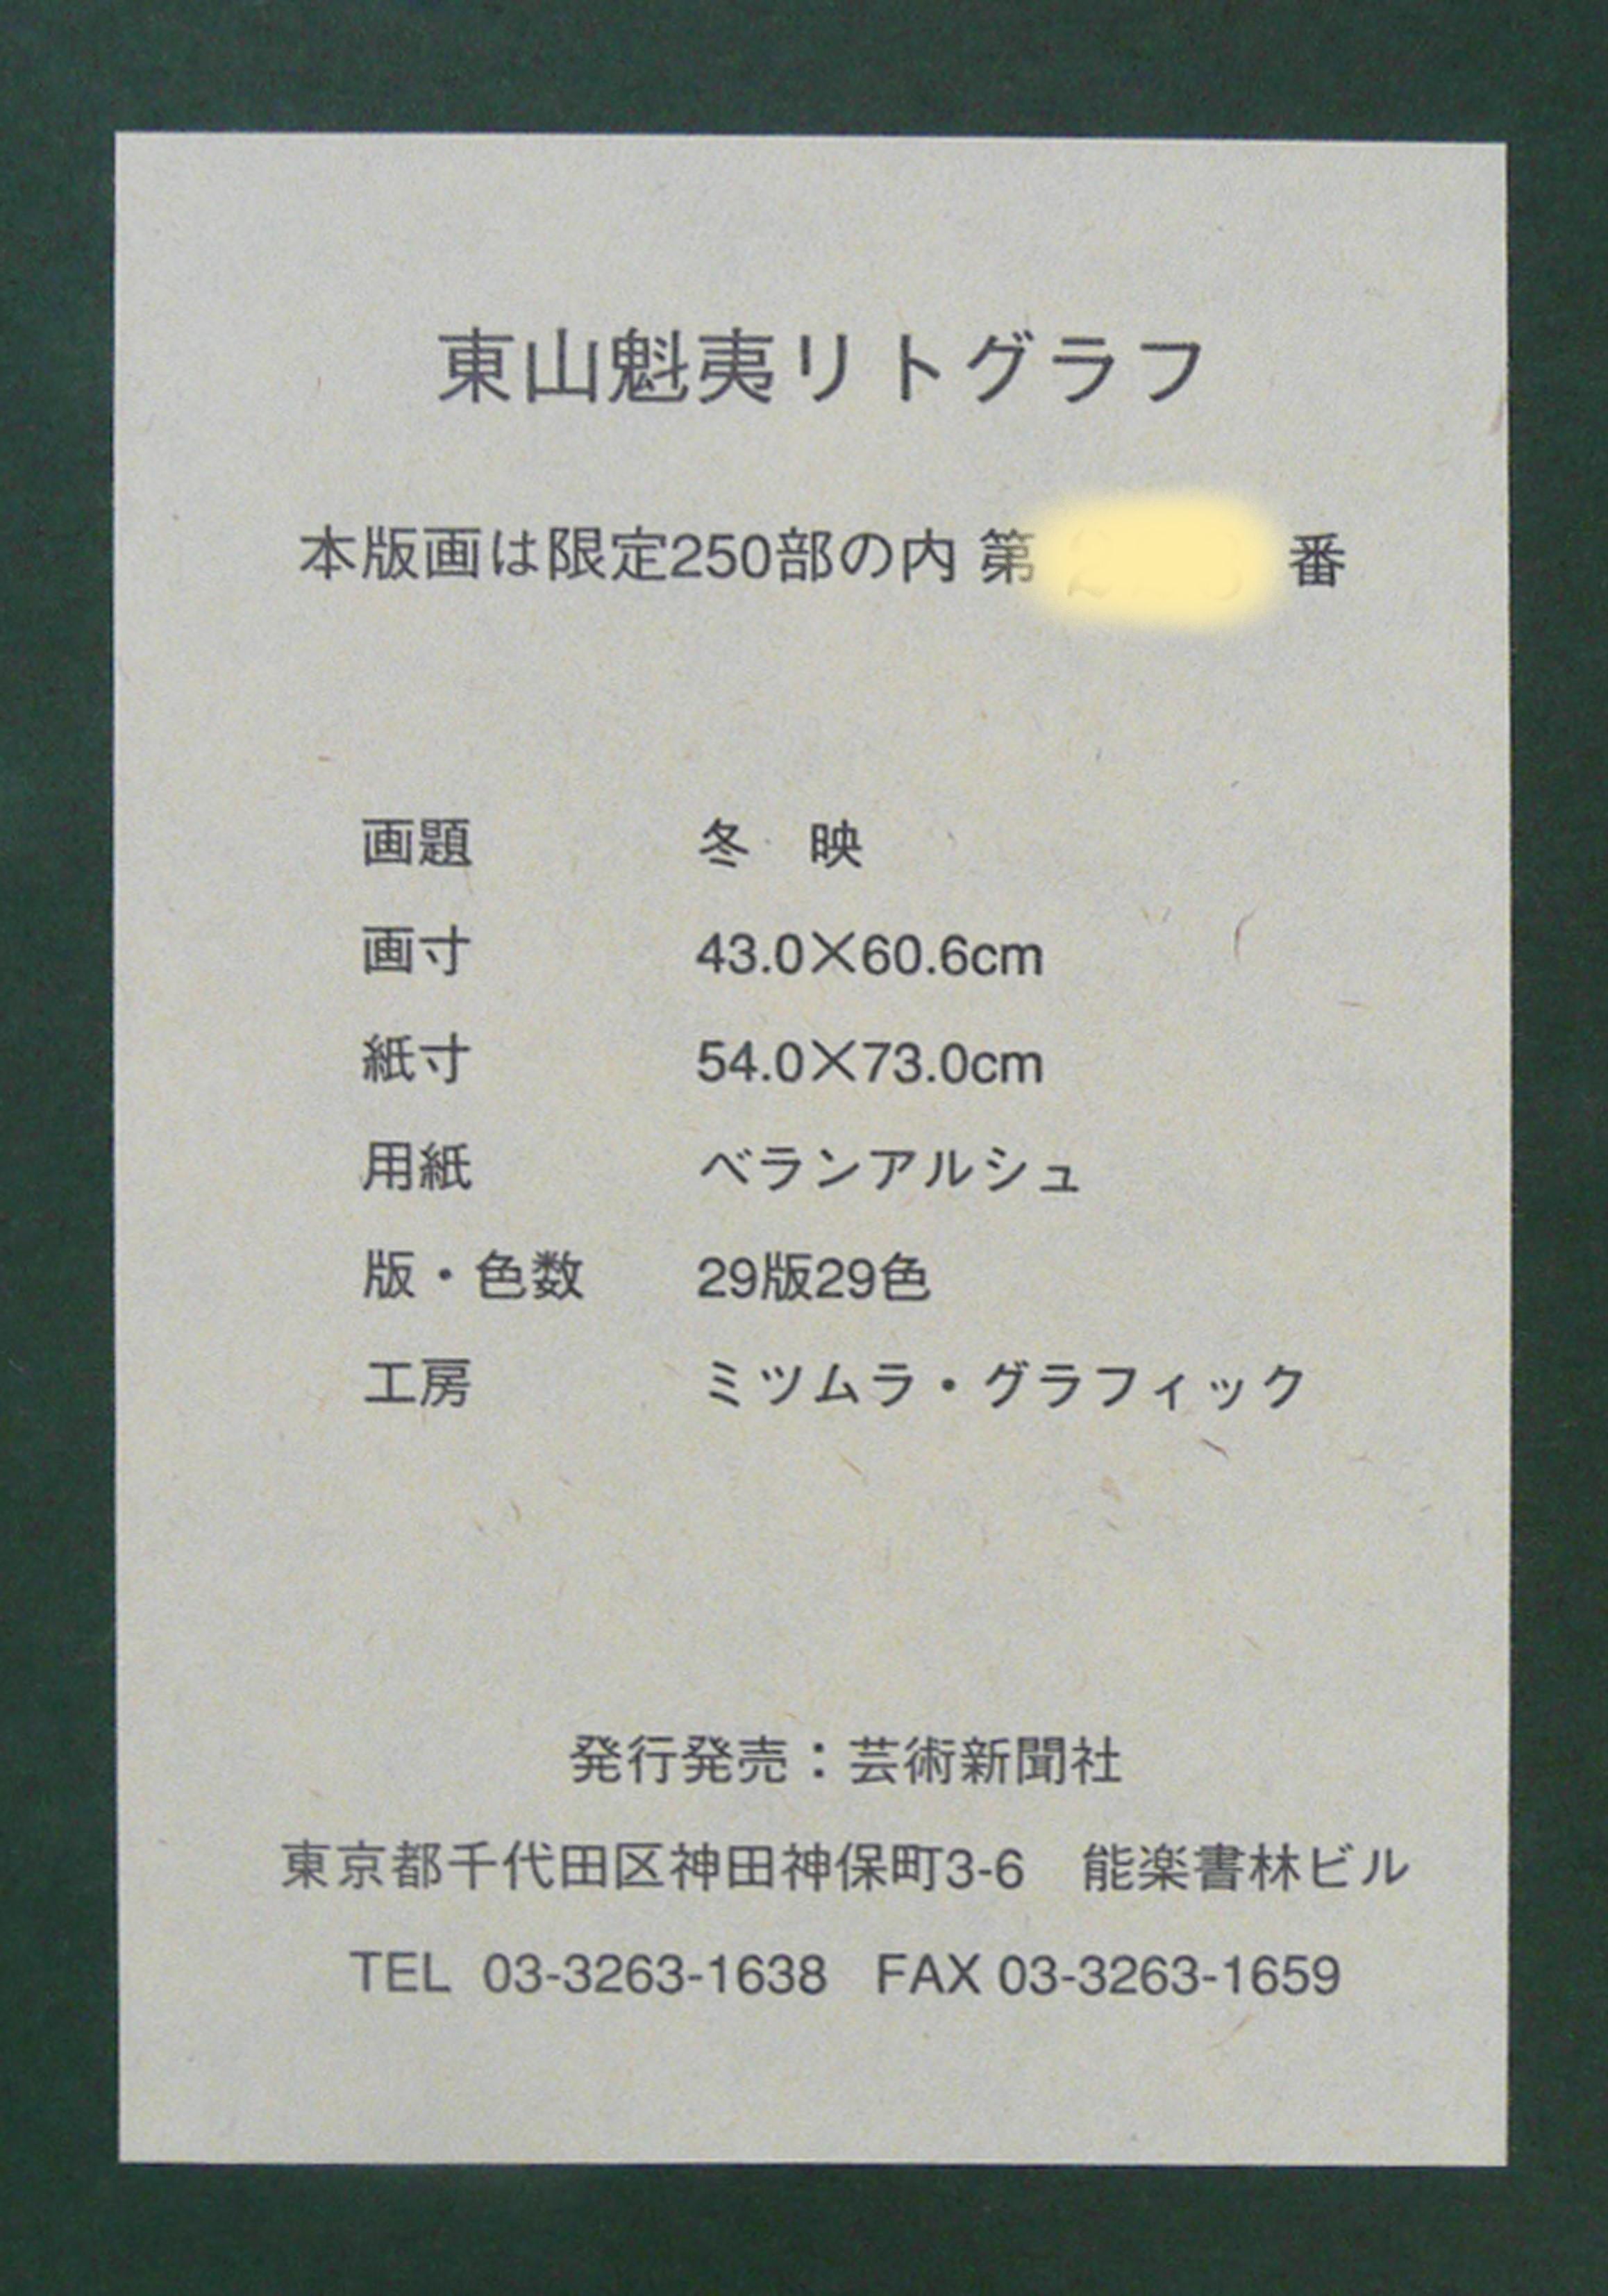 東山魁夷リトグラフ
本版画は限定250部の内 第 番
画題 冬　映
画寸 43.0×60.6cm
紙寸 54.0×73.0cm
用紙 ベランアルシュ
版・色数 29版29色
工房 ミツムラ・グラフィック
発行発売：芸術新聞社
東京都千代田区神田神保町3-6　能楽書林ビル
TEL 03-3263-1638 FAX 03-3263-1659